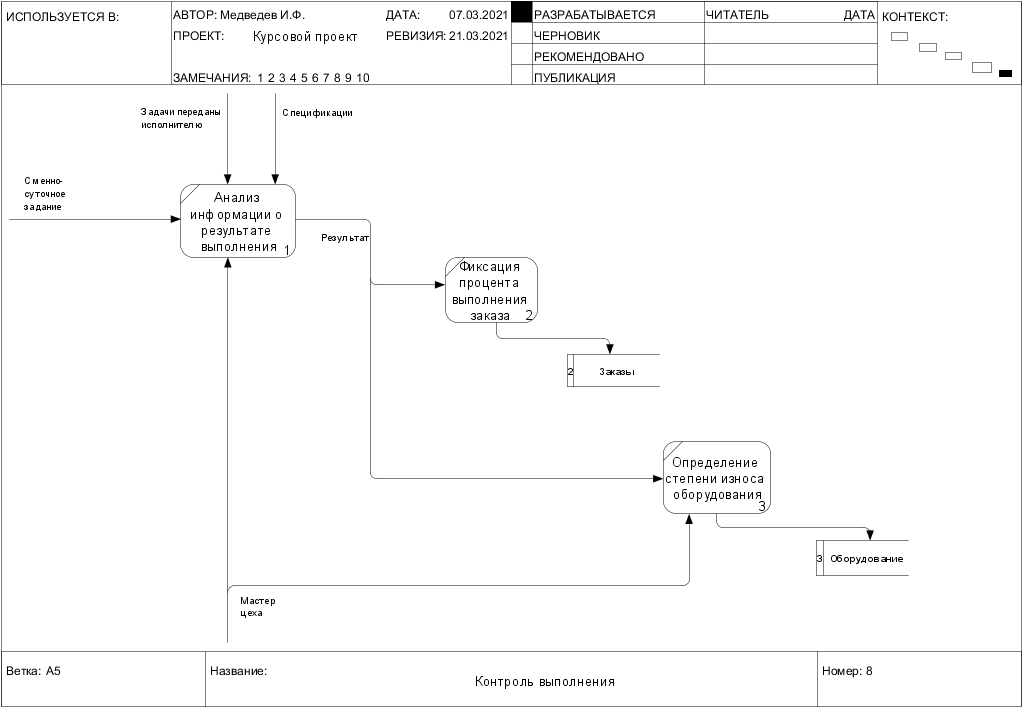 ИСПОЛЬЗУЕТСЯ В:
АВТОР: Медведев И.Ф.
ДАТА: 07.03.2021
ПРОЕКТ: Курсовой проект
РЕВИЗИЯ: 21.03.2021
ЗАМЕЧАНИЯ: 1 2 3 4 5 6 7 8 9 10
РАЗРАБАТЫВАЕТСЯ
ЧЕРНОВИК
РЕКОМЕНДОВАНО
ПУБЛИКАЦИЯ
ЧИТАТЕЛЬ ДАТА
КОНТЕКСТ:
Задачи переданы
исполнителю
Спецификации
Сменно-
суточное
задание
Анализ
информации о
результате
выполнения
1
Результат
Фиксация
процента
выполнения
заказа
2
2 Заказы
Определение
степени износа
оборудования
3
3 Оборудование
Мастер
цеха
Ветка: A5
Название:
Контроль выполнения
Номер: 8